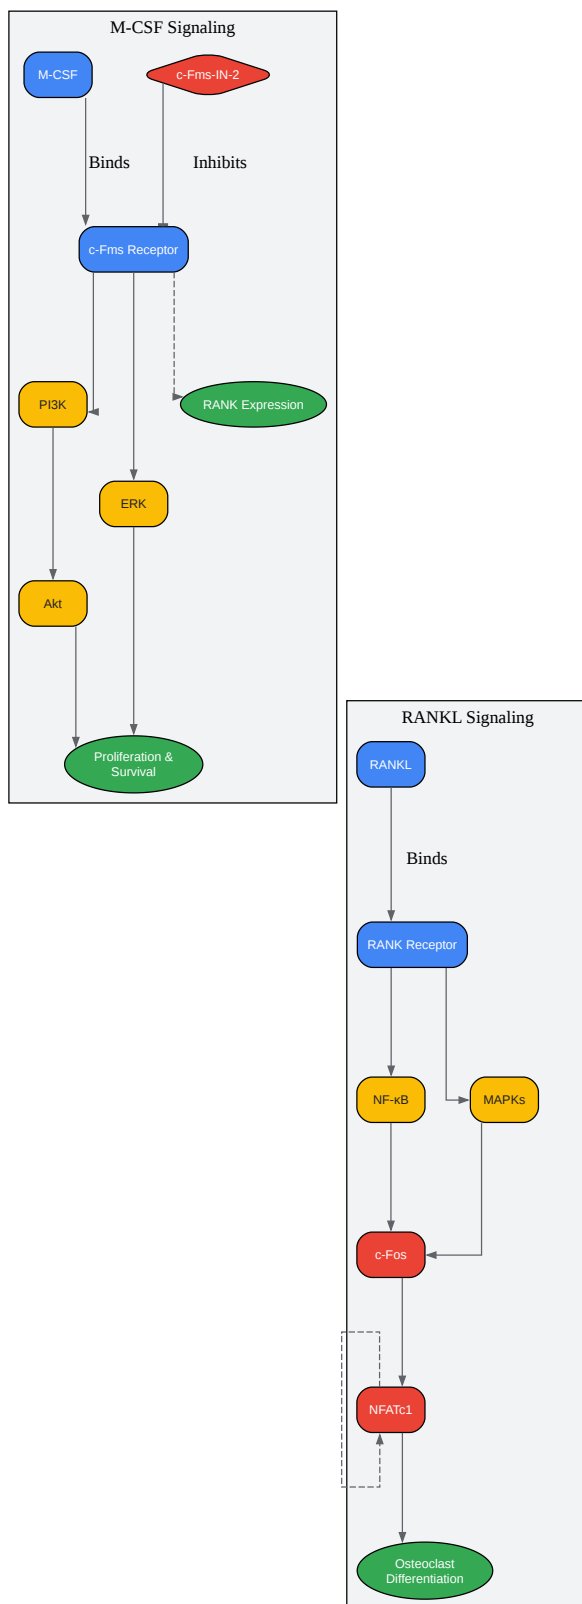 M-CSF Signaling
M-CSF
c-Fms-IN-2
Binds
Inhibits
c-Fms Receptor
PI3K
RANK Expression
ERK
Akt
Proliferation &
Survival
RANKL Signaling
RANKL
Binds
RANK Receptor
NF-κB
MAPKs
c-Fos
NFATc1
Osteoclast
Differentiation